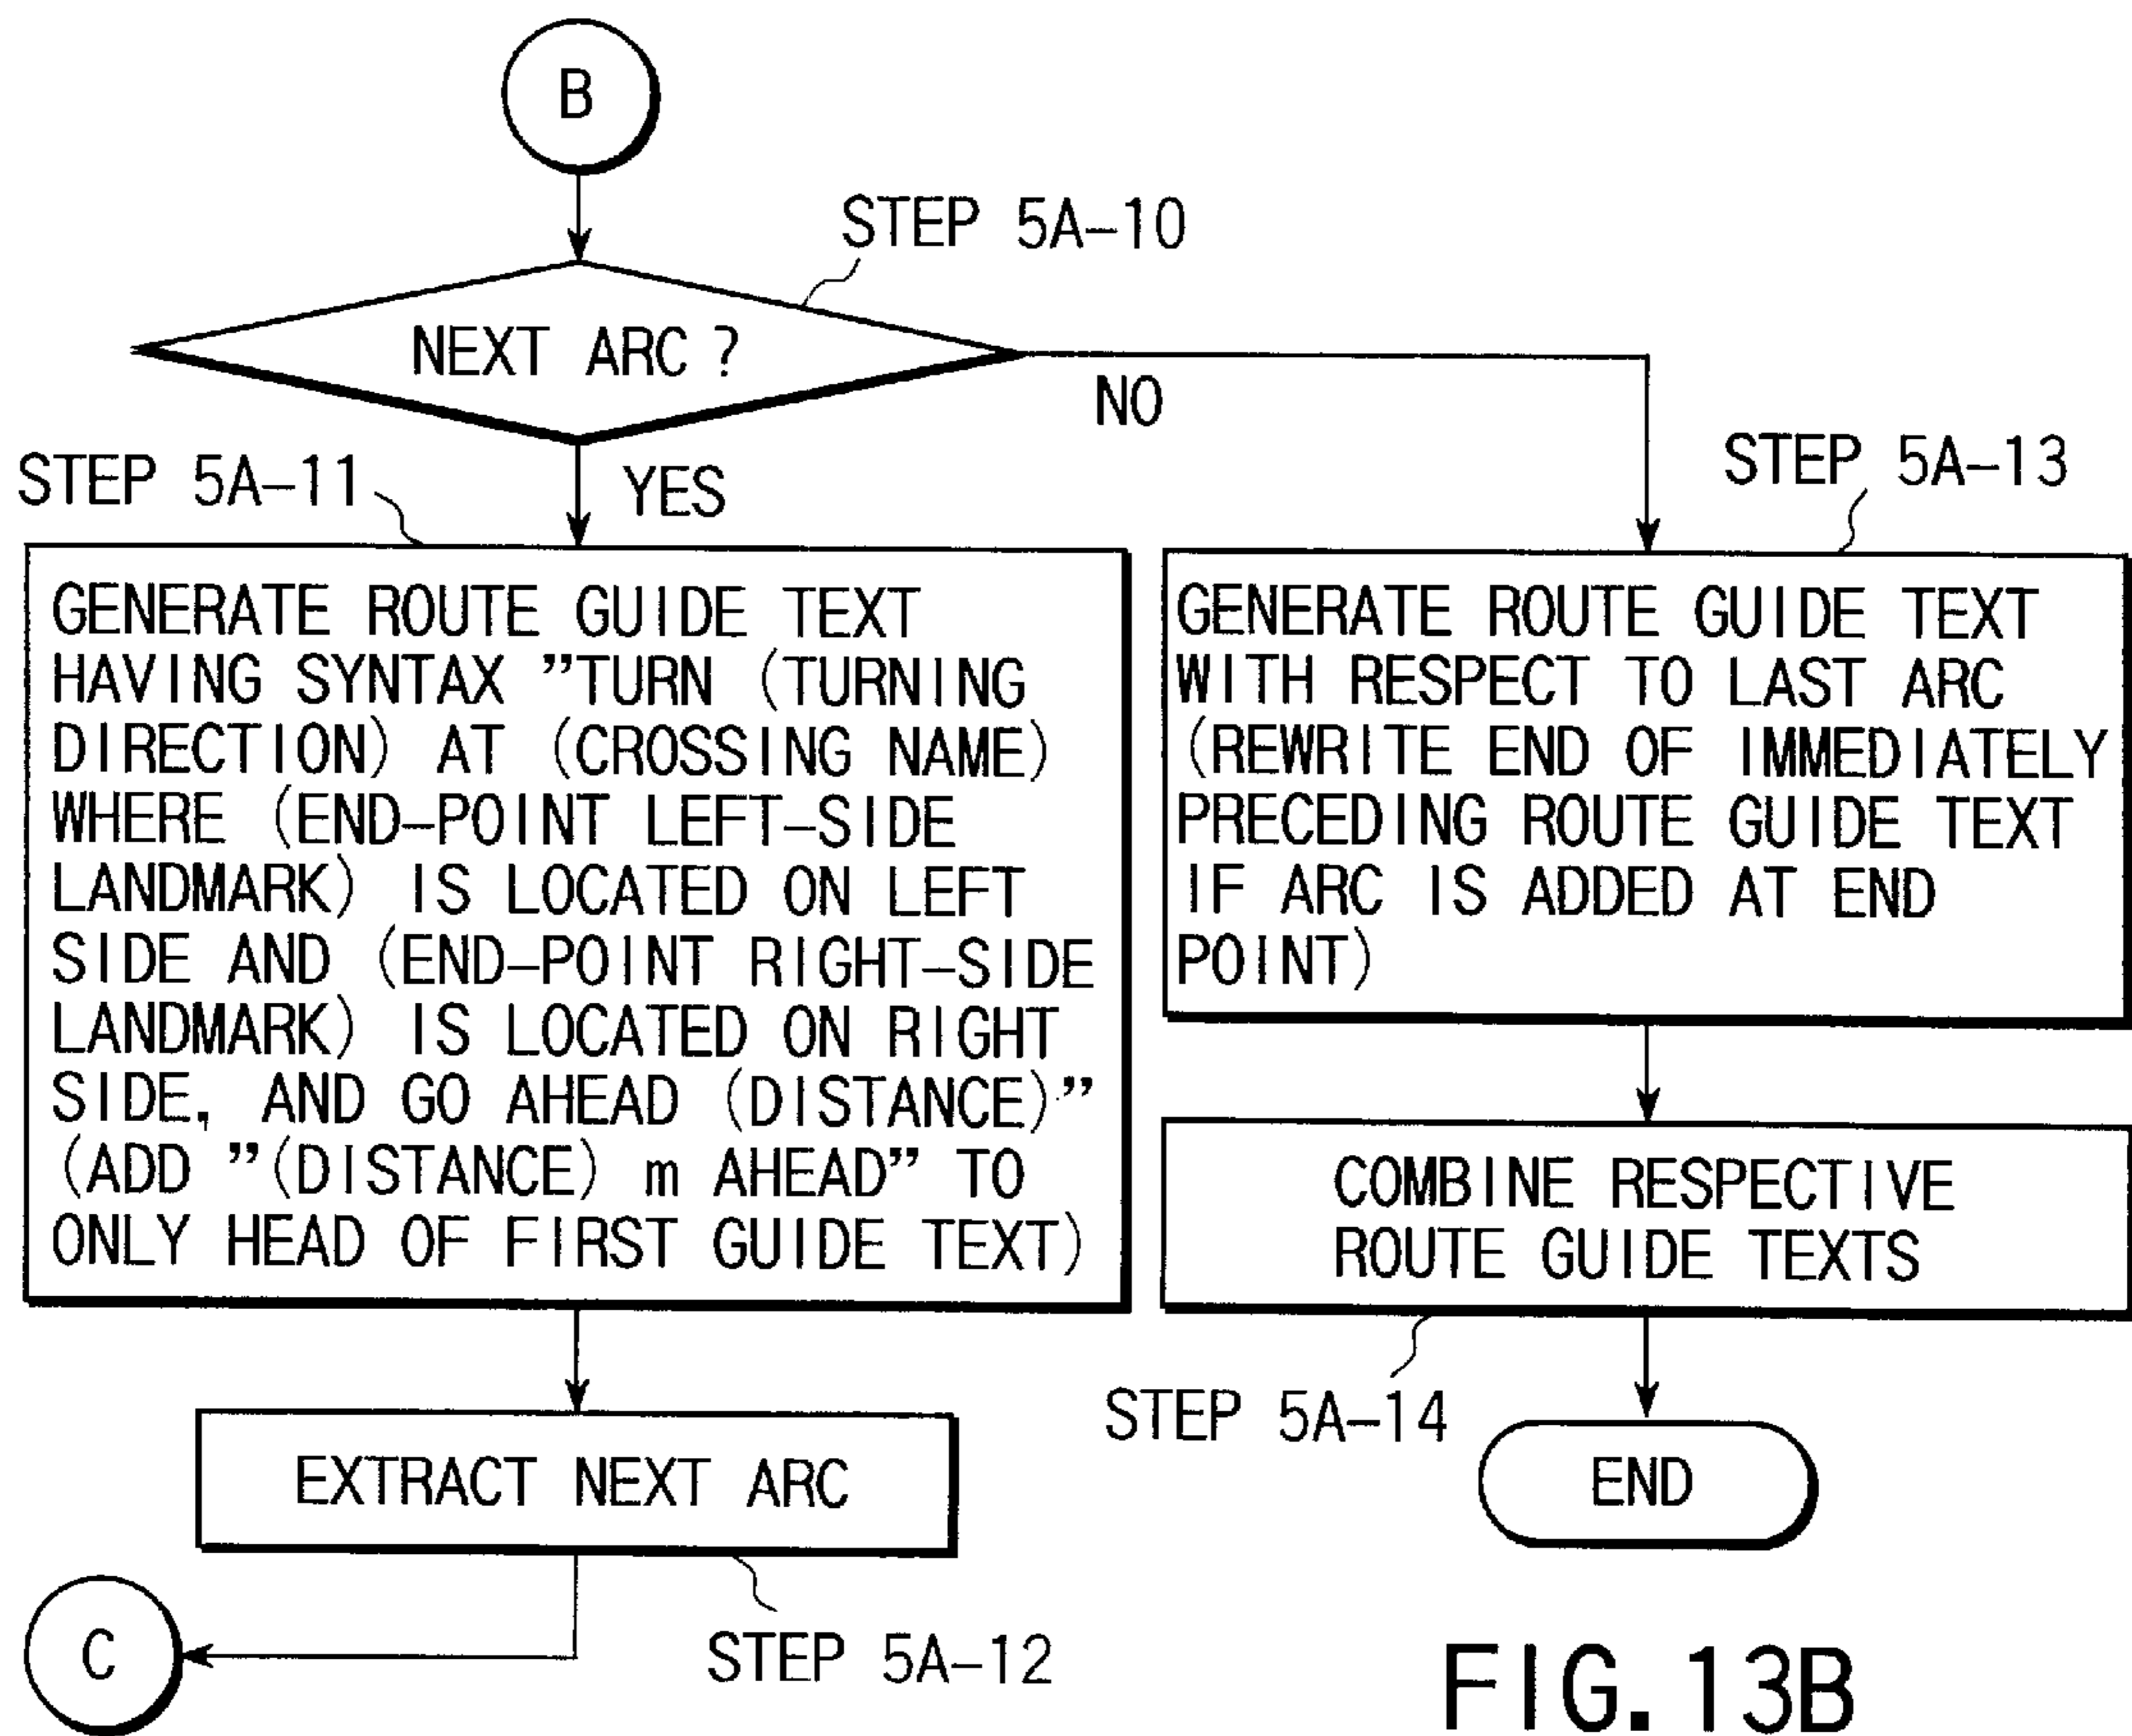 B
STEP 5A-10
NEXT ARC ?
NO
YES
STEP 5A-11
GENERATE ROUTE GUIDE TEXT
HAVING SYNTAX "TURN (TURNING
DIRECTION) AT (CROSSING NAME)
WHERE (END-POINT LEFT-SIDE
LANDMARK) IS LOCATED ON LEFT
SIDE AND (END-POINT RIGHT-SIDE
LANDMARK) IS LOCATED ON RIGHT
SIDE, AND GO AHEAD (DISTANCE)"
(ADD "(DISTANCE) m AHEAD" TO
ONLY HEAD OF FIRST GUIDE TEXT)
EXTRACT NEXT ARC
STEP 5A-12
C
STEP 5A-13
GENERATE ROUTE GUIDE TEXT
WITH RESPECT TO LAST ARC
(REWRITE END OF IMMEDIATELY
PRECEDING ROUTE GUIDE TEXT
IF ARC IS ADDED AT END
POINT)
COMBINE RESPECTIVE
ROUTE GUIDE TEXTS
STEP 5A-14
END
FIG. 13B